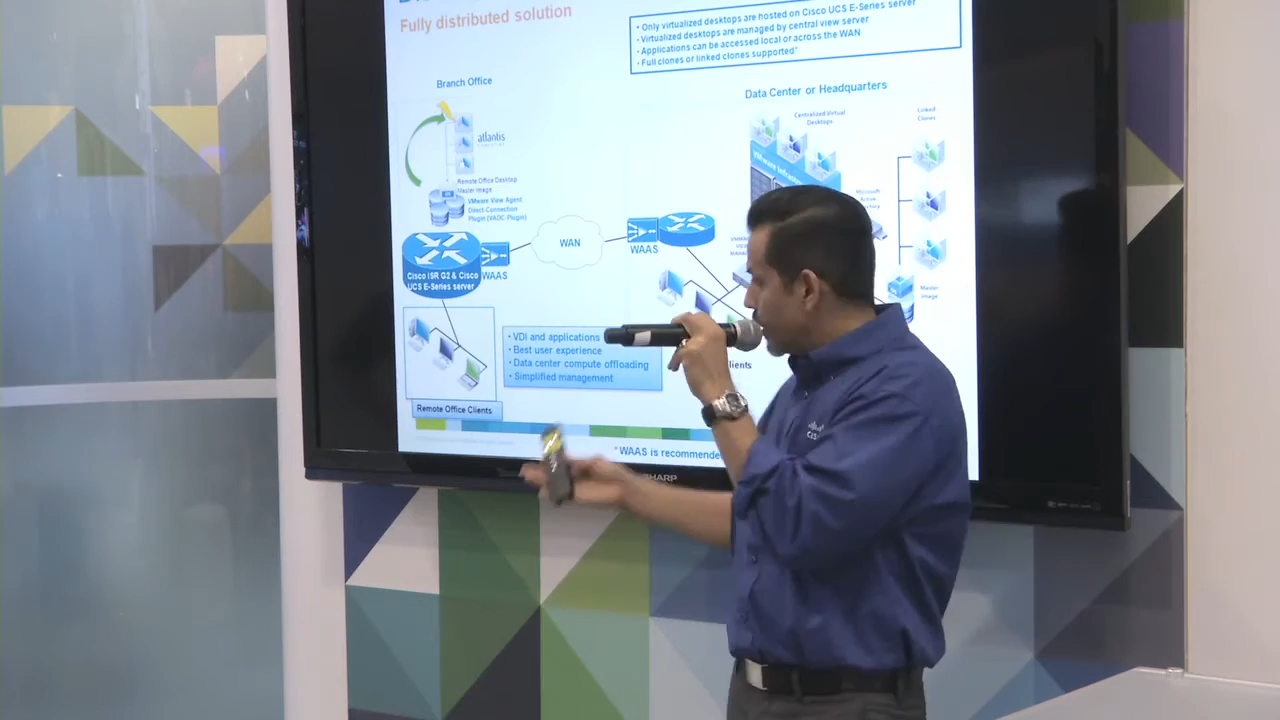 Fully distributed solution
• Only virtualized desktops are hosted on Cisco UCS E-Series server
• Virtualized desktops are managed by central view server
• Applications can be accessed local or across the WAN
• Full clones or linked clones supported*
Branch Office
atlantis
Remote Office Desktop
Master Image
VMware View Agent
Direct Connection
Plugin (VADC-Plugin)
Cisco ISR G2 & Cisco
UCS E-Series server
WAAS
WAN
WAAS
Data Center or Headquarters
Centralized Virtual
Desktops
Linked
Clones
VMware
Microsoft
Active
Master
Image
• VDI and applications
• Best user experience
• Data center compute offloading
• Simplified management
Remote Office Clients
* WAAS is
SHARP